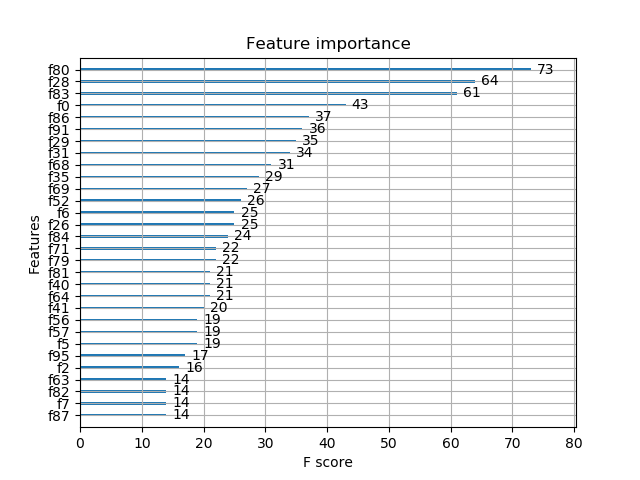 Feature importance
f80 73
f28 64
f83 61
f0 43
f86 37
f91 36
f29 35
f31 34
f68 31
f35 29
f69 27
f52 26
f6 25
f26 25
f84 24
f71 22
f79 22
f81 21
f40 21
f64 21
f41 20
f56 19
f57 19
f5 19
f95 17
f2 16
f63 14
f82 14
f7 14
f87 14
Features
0 10 20 30 40 50 60 70 80
F score